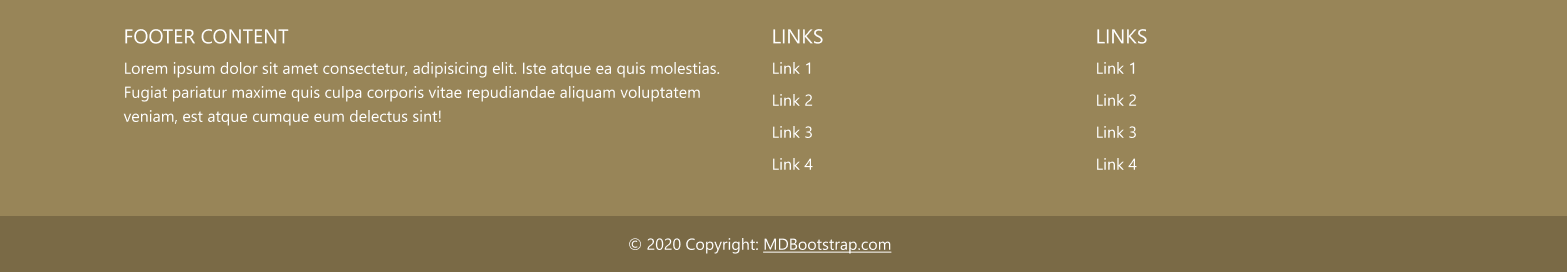 FOOTER CONTENT
Lorem ipsum dolor sit amet consectetur, adipisicing elit. Iste atque ea quis molestias.
Fugiat pariatur maxime quis culpa corporis vitae repudiandae aliquam voluptatem
veniam, est atque cumque eum delectus sint!
LINKS
Link 1
Link 2
Link 3
Link 4
LINKS
Link 1
Link 2
Link 3
Link 4
© 2020 Copyright: MDBootstrap.com